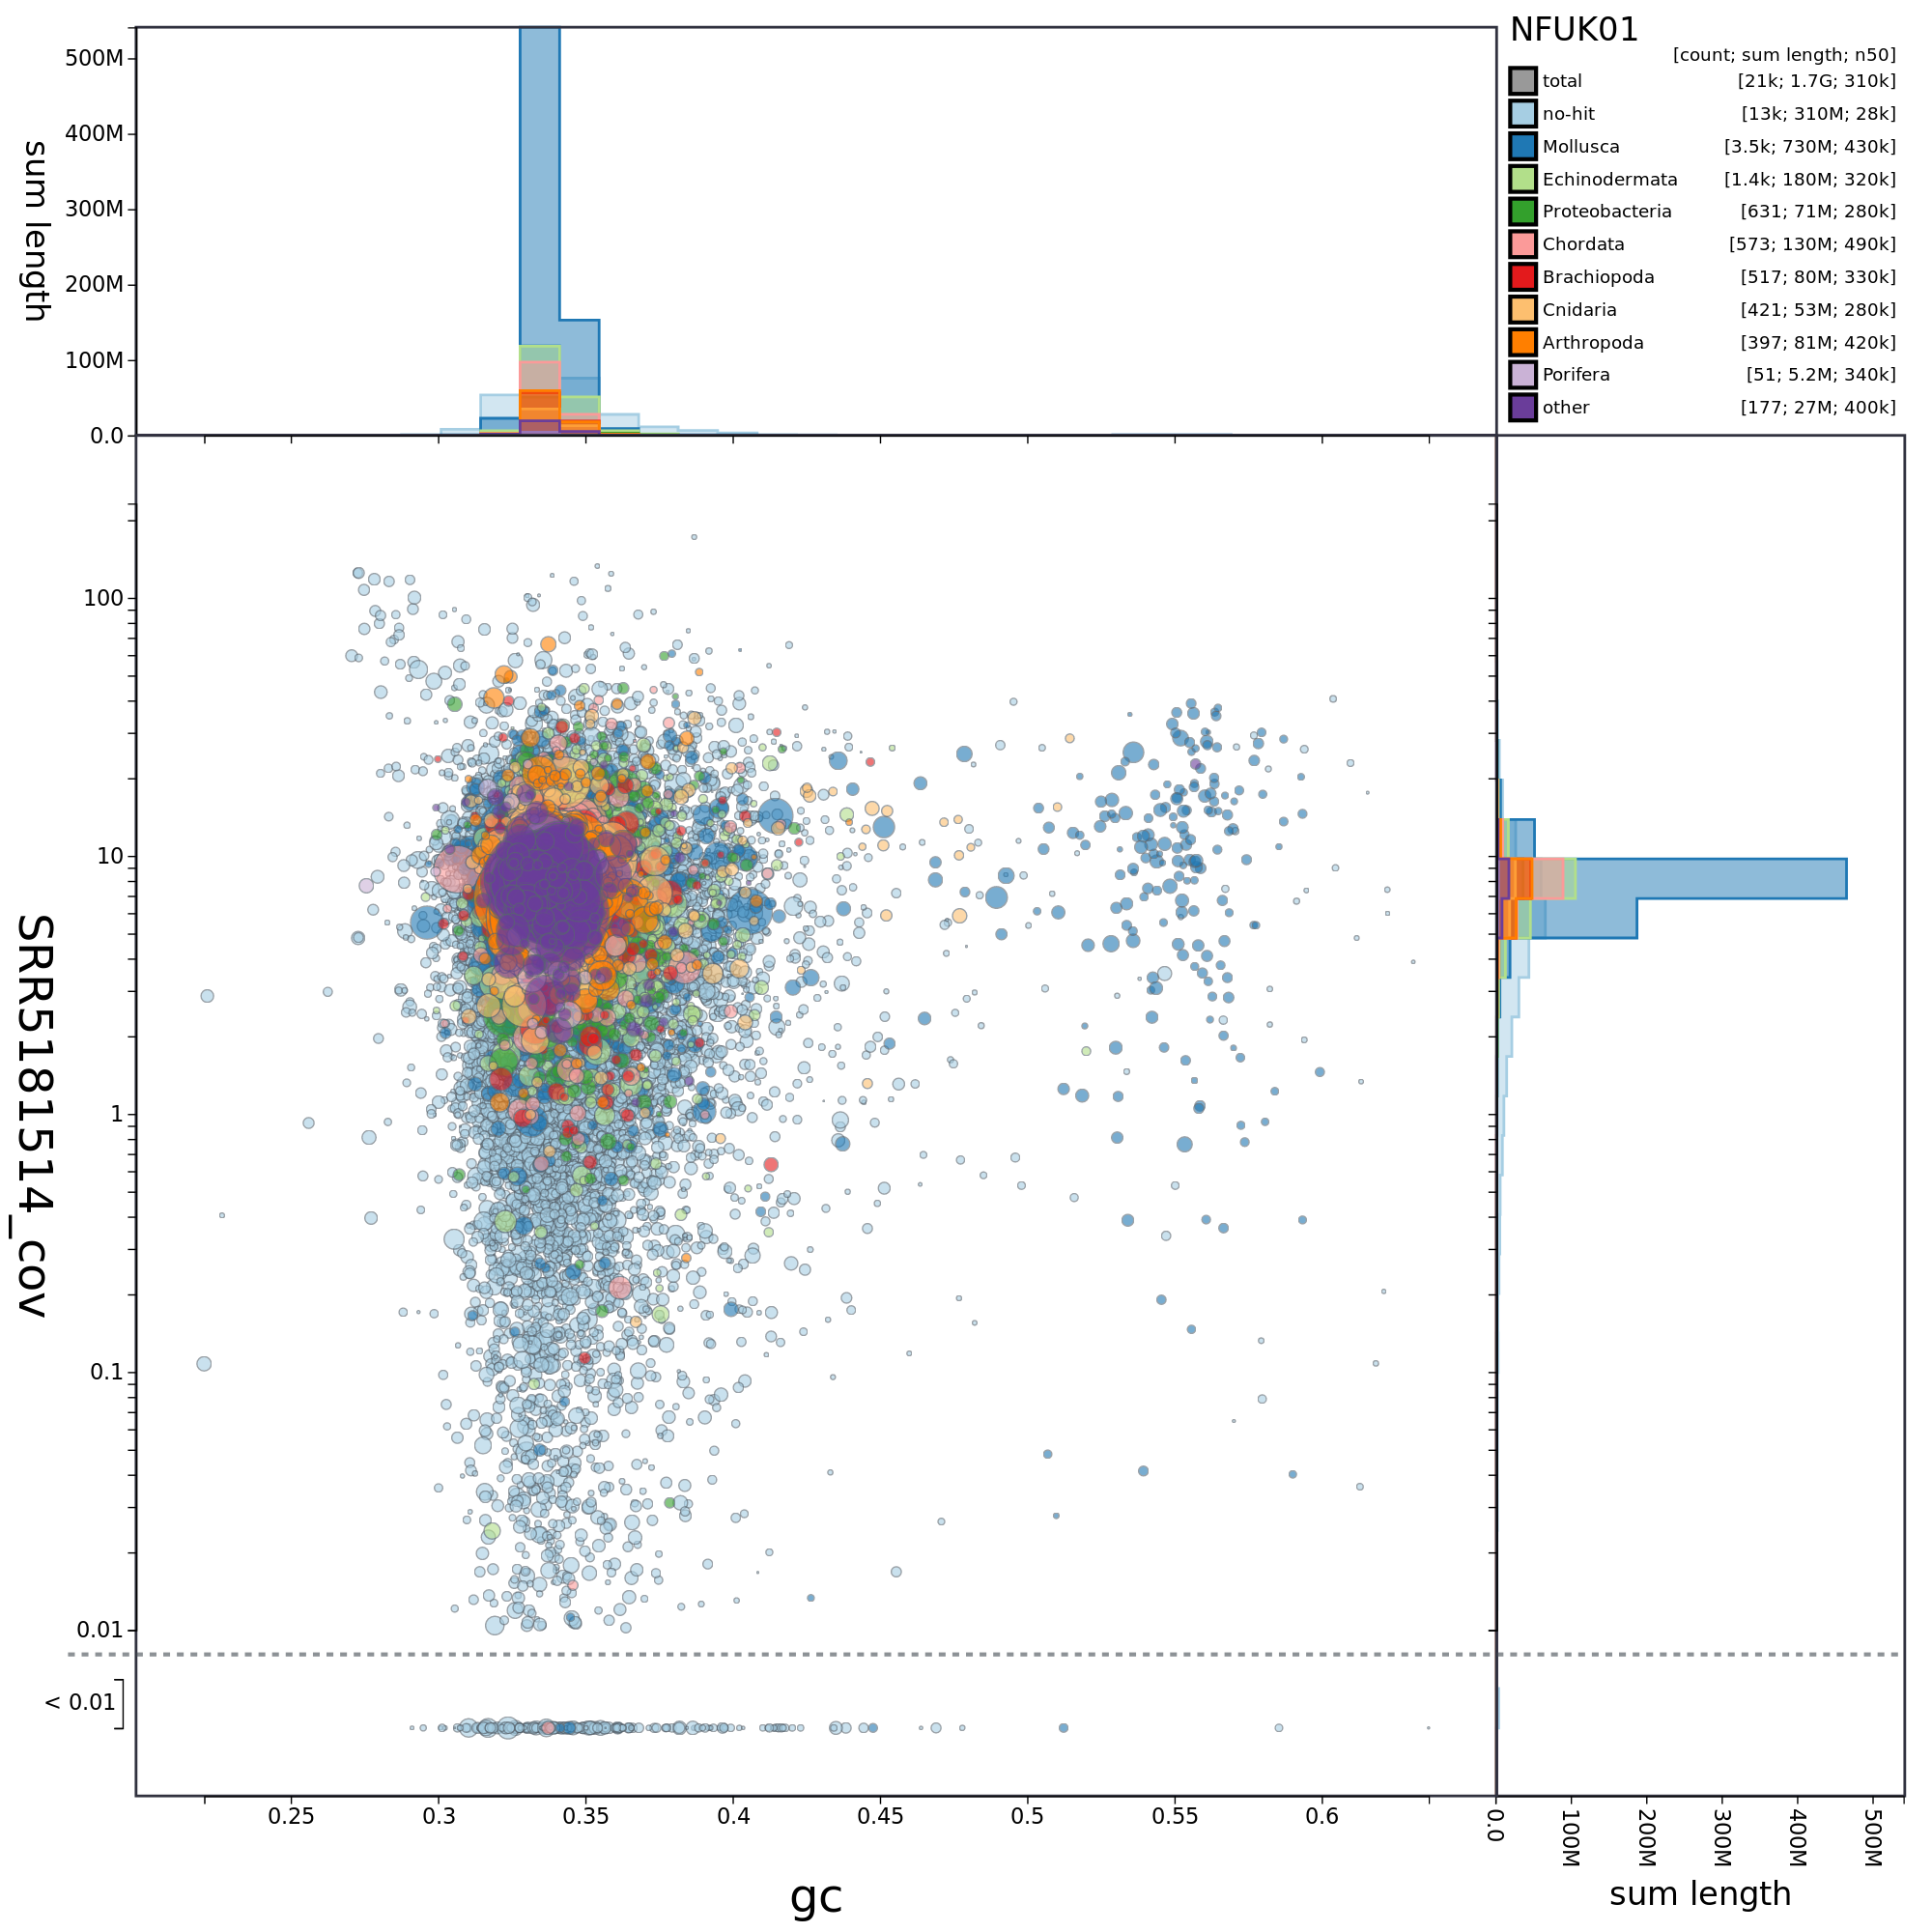 NFUK01
[count; sum length; n50]
total [21k; 1.7G; 310k]
no-hit [13k; 310M; 28k]
Mollusca [3.5k; 730M; 430k]
Echinodermata [1.4k; 180M; 320k]
Proteobacteria [631; 71M; 280k]
Chordata [573; 130M; 490k]
Brachiopoda [517; 80M; 330k]
Cnidaria [421; 53M; 280k]
Arthropoda [397; 81M; 420k]
Porifera [51; 5.2M; 340k]
other [177; 27M; 400k]
sum length
500M
400M
300M
200M
100M
0.0
SRR5181514_cov
100
10
1
0.1
0.01
< 0.01
0.25 0.3 0.35 0.4 0.45 0.5 0.55 0.6
gc
0.0 100M 200M 300M 400M 500M
sum length